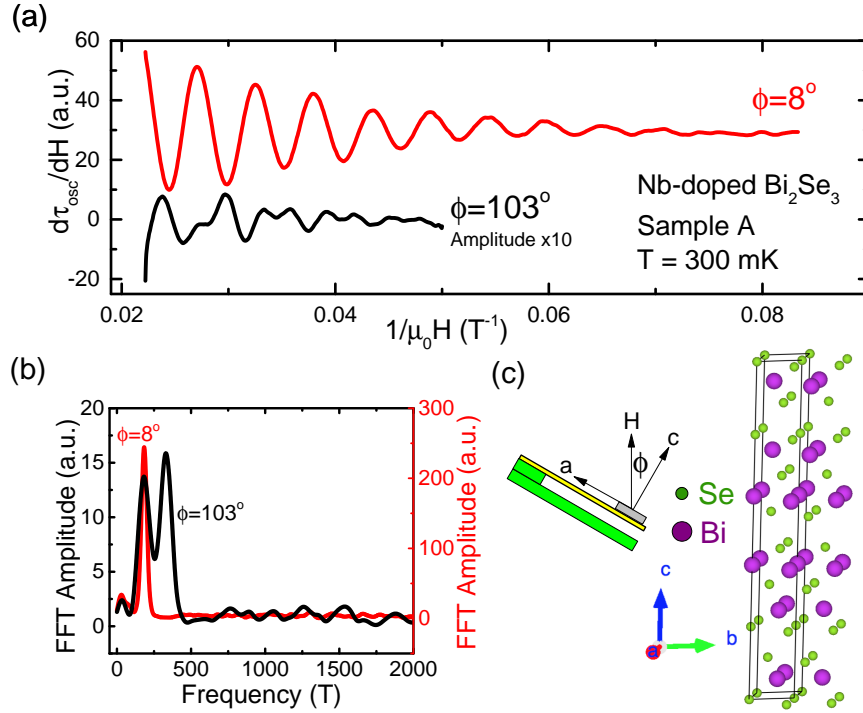 (a)
60
40
20
0
-20
dτosc/dH (a.u.)
ϕ=8°
ϕ=103°
Amplitude x10
Nb-doped Bi₂Se₃
Sample A
T = 300 mK
0.02 0.04 0.06 0.08
1/μ₀H (T⁻¹)
(b)
20
15
10
5
0
FFT Amplitude (a.u.)
ϕ=8°
ϕ=103°
300
200
100
0
FFT Amplitude (a.u.)
0 500 1000 1500 2000
Frequency (T)
(c)
H
c
ϕ
a
Se
Bi
c
b
a